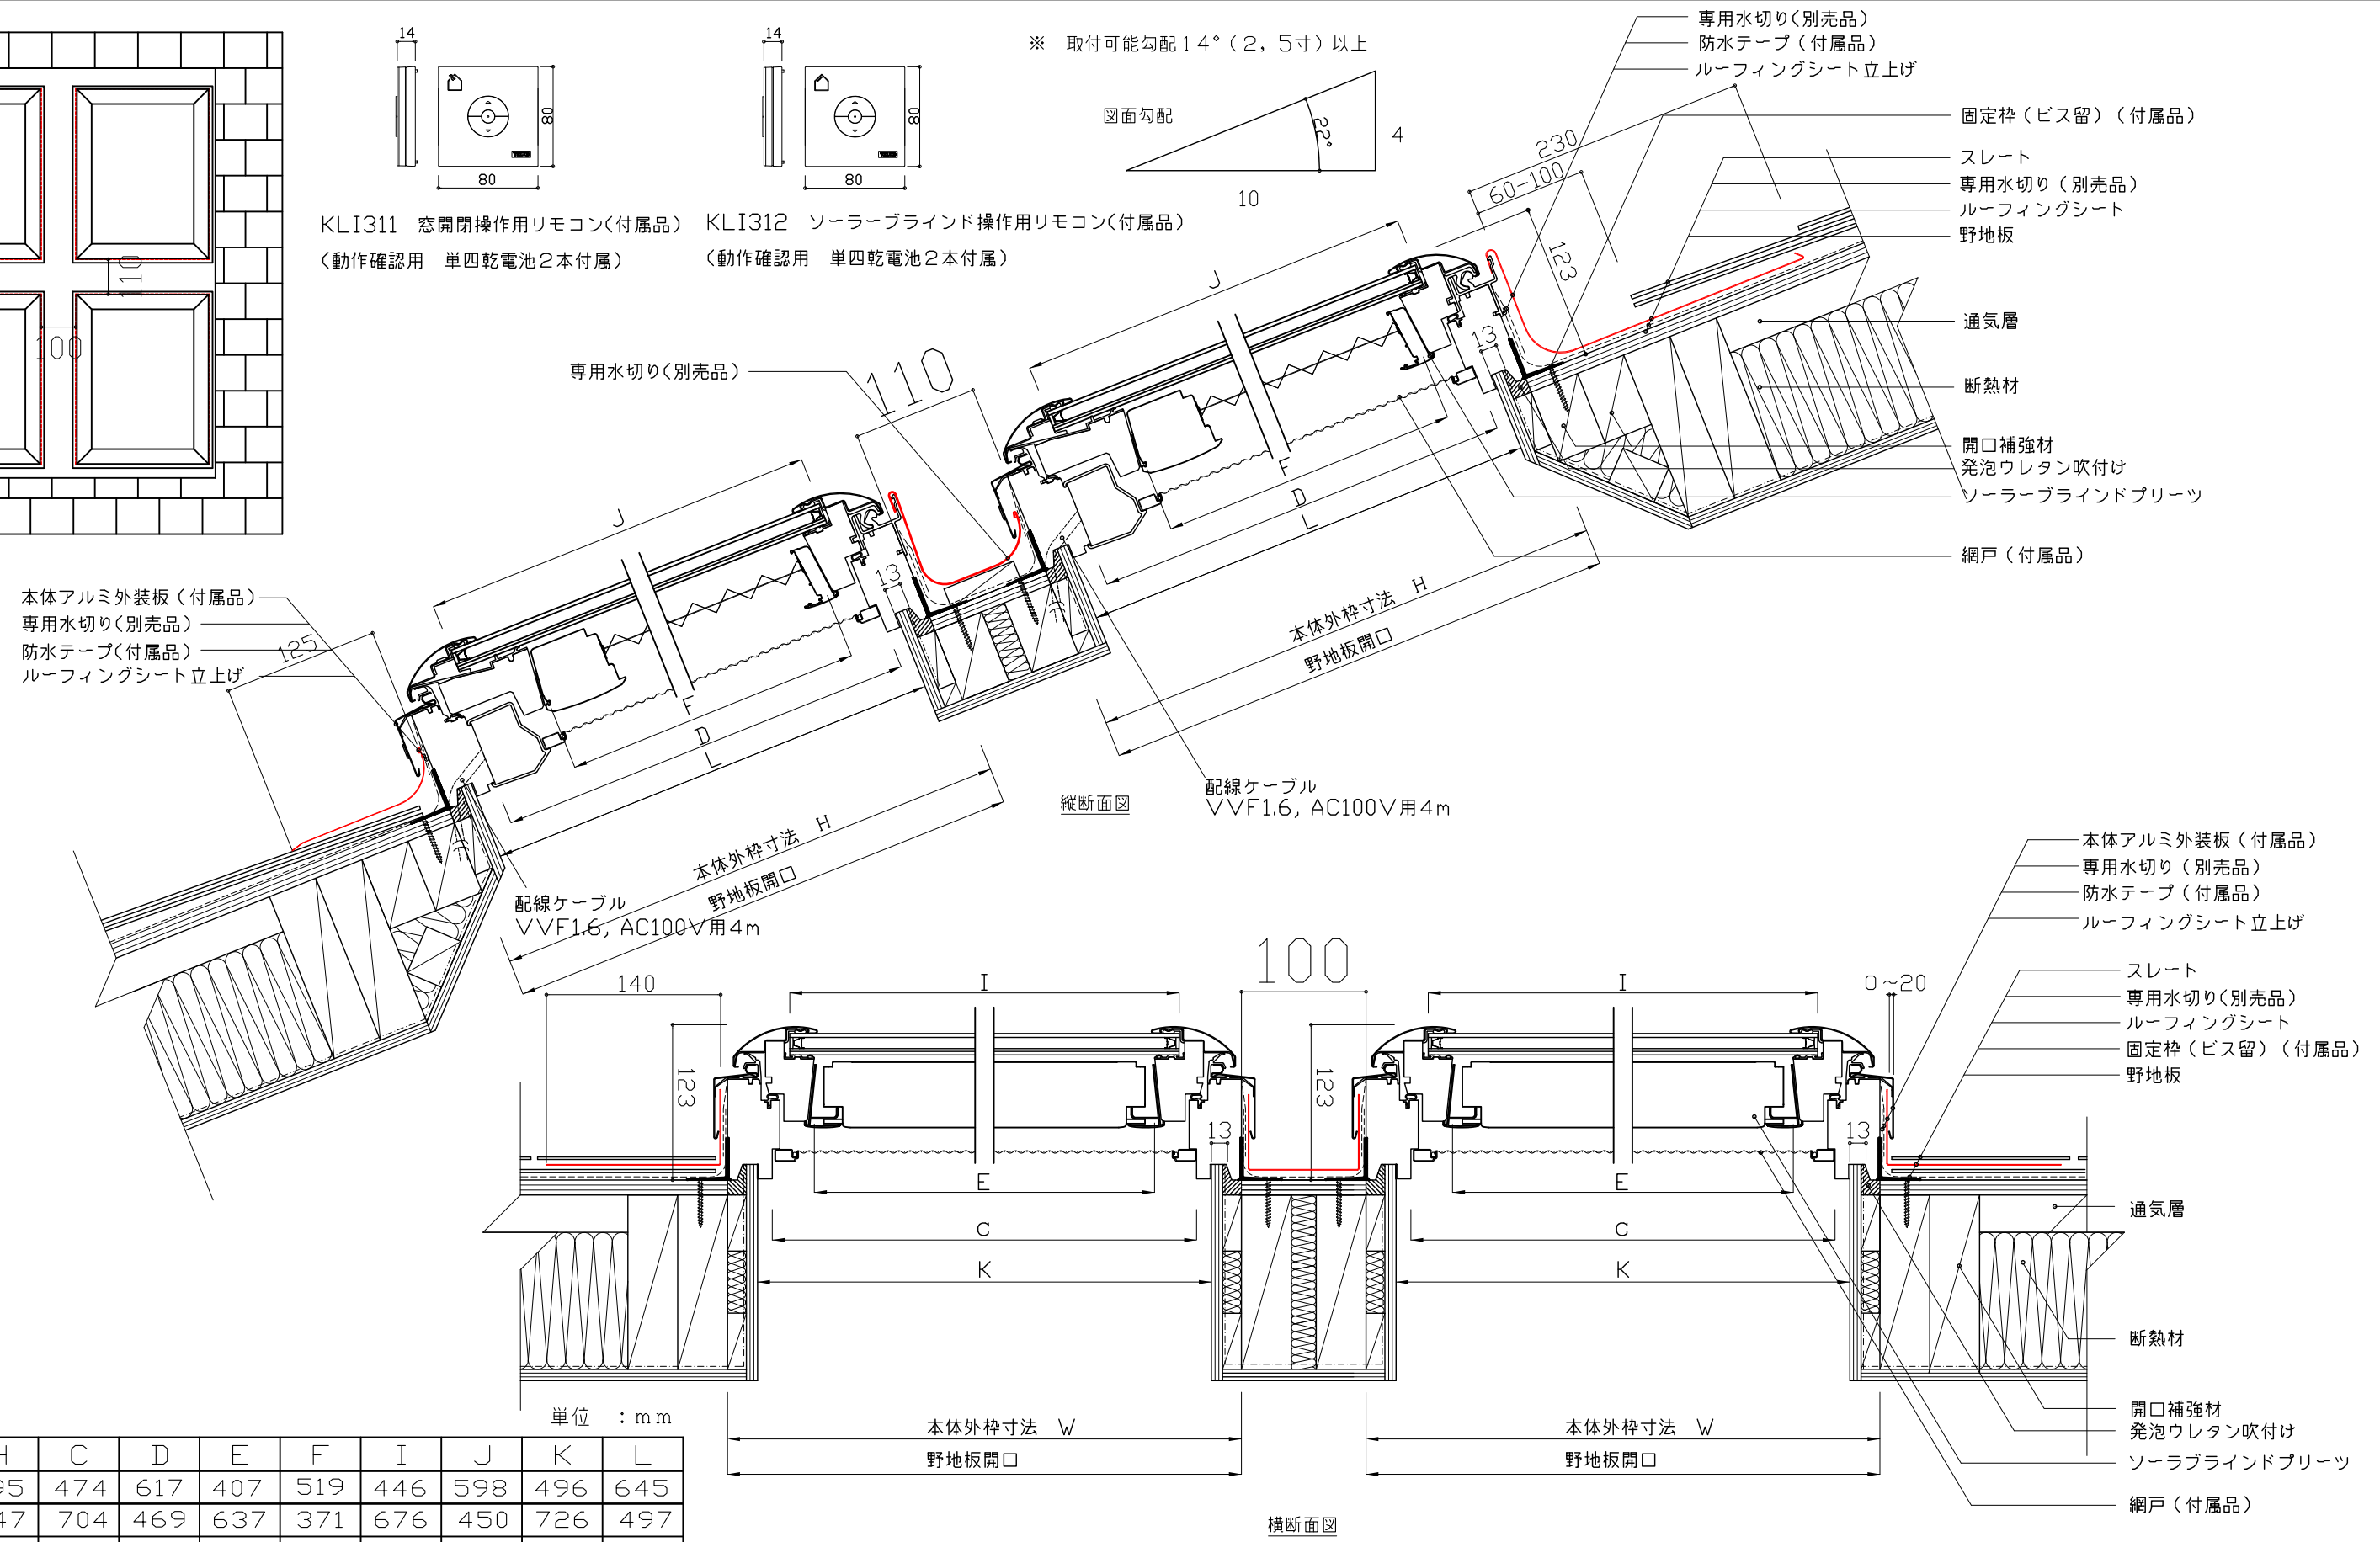 14
80
80
KLI311　窓開閉操作用リモコン(付属品)
(動作確認用　単四乾電池2本付属)
14
80
80
KLI312　ソーラーブラインド操作用リモコン(付属品)
(動作確認用　単四乾電池2本付属)
※　取付可能勾配14°(2, 5寸)以上
図面勾配
22°
4
10
110
100
専用水切り(別売品)
防水テープ(付属品)
ルーフィングシート立上げ
固定枠(ビス留)(付属品)
スレート
専用水切り(別売品)
ルーフィングシート
野地板
通気層
断熱材
開口補強材
発泡ウレタン吹付け
ソーラーブラインドプリーツ
網戸(付属品)
230
60-100
123
13
J
F
D
L
本体外枠寸法　H
野地板開口
専用水切り(別売品)
110
13
J
F
D
L
本体外枠寸法　H
野地板開口
本体アルミ外装板(付属品)
専用水切り(別売品)
防水テープ(付属品)
ルーフィングシート立上げ
125
配線ケーブル
VVF1.6, AC100V用4m
縦断面図
配線ケーブル
VVF1.6, AC100V用4m
本体アルミ外装板(付属品)
専用水切り(別売品)
防水テープ(付属品)
ルーフィングシート立上げ
スレート
専用水切り(別売品)
ルーフィングシート
固定枠(ビス留)(付属品)
野地板
通気層
断熱材
開口補強材
発泡ウレタン吹付け
ソーラブラインドプリーツ
網戸(付属品)
140
I
100
I
0~20
123
123
13
13
E
E
C
C
K
K
本体外枠寸法　W
野地板開口
本体外枠寸法　W
野地板開口
横断面図
単位　:mm
C D E F I J K L
474 617 407 519 446 598 496 645
704 469 637 371 676 450 726 497